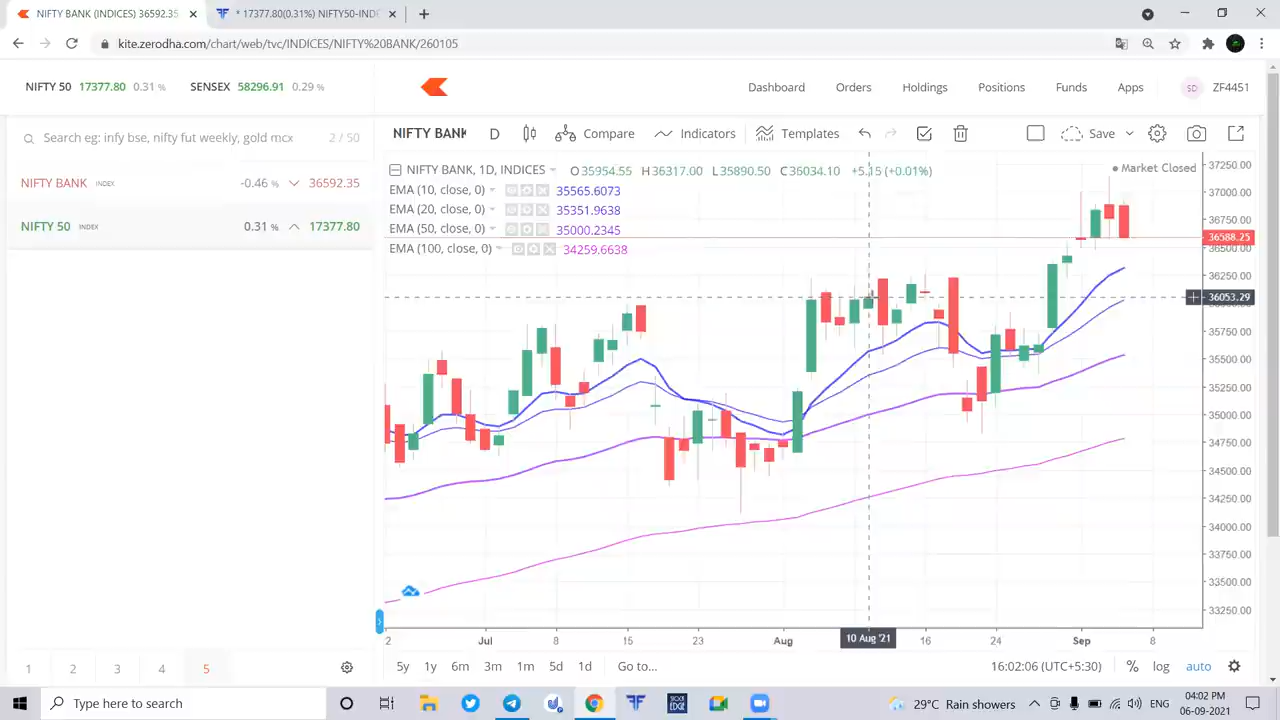 NIFTY BANK (INDICES) 36592.35
* 17377.80(0.31%) NIFTY50-INDE
kite.zerodha.com/chart/web/tvc/INDICES/NIFTY%20BANK/260105
NIFTY 50 17377.80 0.31 % SENSEX 58296.91 0.29 %
Dashboard Orders Holdings Positions Funds Apps SD ZF4451
Search eg: infy bse, nifty fut weekly, gold mcx 2 / 50
NIFTY BANK D Compare Indicators Templates Save
NIFTY BANK INDEX -0.46 % 36592.35
NIFTY 50 INDEX 0.31 % 17377.80
NIFTY BANK, 1D, INDICES O35954.55 H36317.00 L35890.50 C36034.10 +5.15 (+0.01%)
Market Closed
EMA (10, close, 0) 35565.6073
EMA (20, close, 0) 35351.9638
EMA (50, close, 0) 35000.2345
EMA (100, close, 0) 34259.6638
37250.00
37000.00
36750.00
36588.25
36500.00
36250.00
36053.29
35750.00
35500.00
35250.00
35000.00
34750.00
34500.00
34250.00
34000.00
33750.00
33500.00
33250.00
2 Jul 8 15 23 Aug 10 Aug '21 16 24 Sep 8
1 2 3 4 5
5y 1y 6m 3m 1m 5d 1d Go to... 16:02:06 (UTC+5:30) % log auto
Type here to search
STOCK EDGE
29°C Rain showers ENG
04:02 PM
06-09-2021